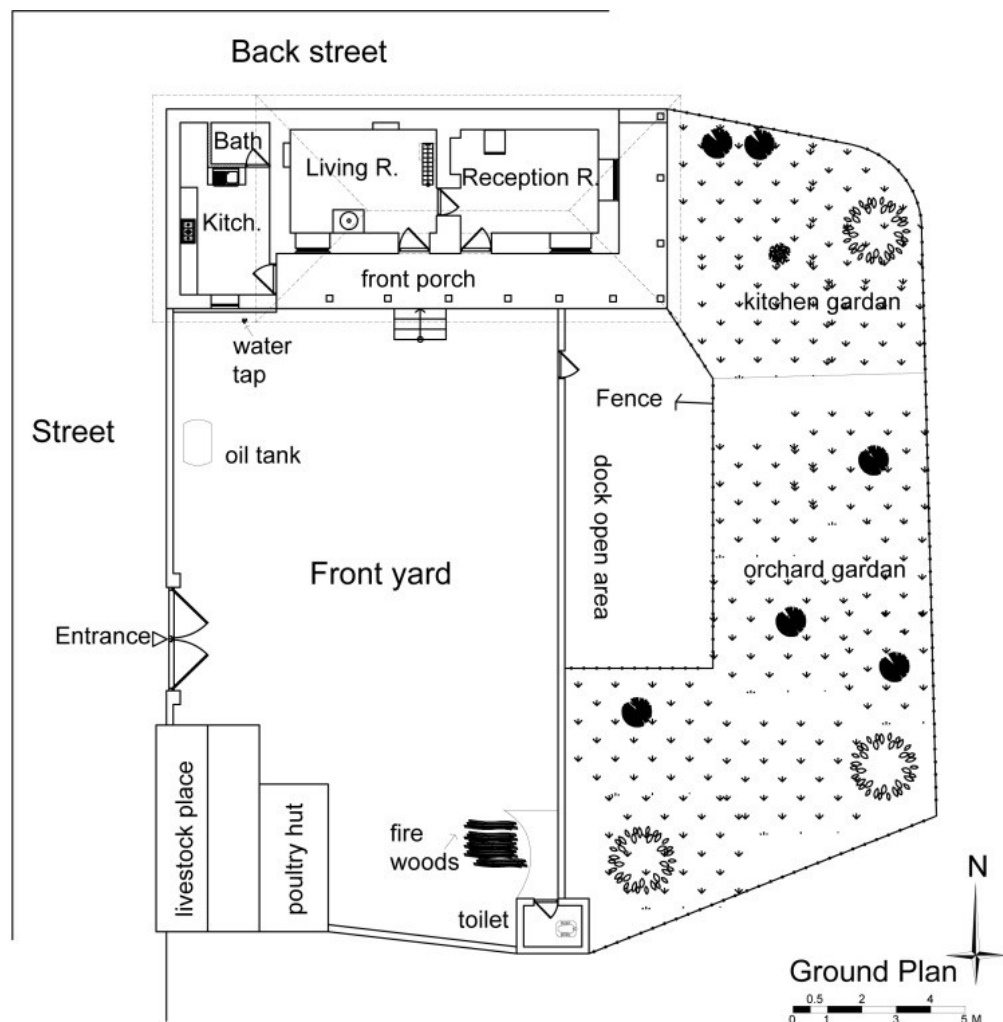 Back street
Bath
Living R.
Reception R.
Kitch.
front porch
kitchen gardan
water
tap
Fence
Street
oil tank
dock open area
Front yard
orchard gardan
Entrance
livestock place
poultry hut
fire
woods
toilet
N
Ground Plan
0.5 2 4
0 1 3 5 M